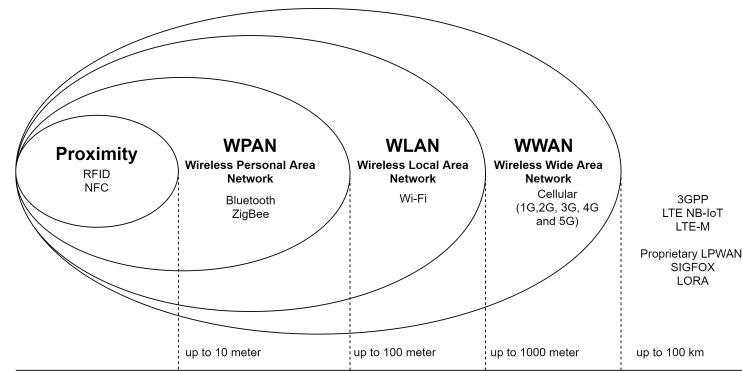 Proximity
RFID
NFC
WPAN
Wireless Personal Area
Network
Bluetooth
ZigBee
WLAN
Wireless Local Area
Network
Wi-Fi
WWAN
Wireless Wide Area
Network
Cellular
(1G,2G, 3G, 4G
and 5G)
3GPP
LTE NB-IoT
LTE-M
Proprietary LPWAN
SIGFOX
LORA
up to 10 meter
up to 100 meter
up to 1000 meter
up to 100 km